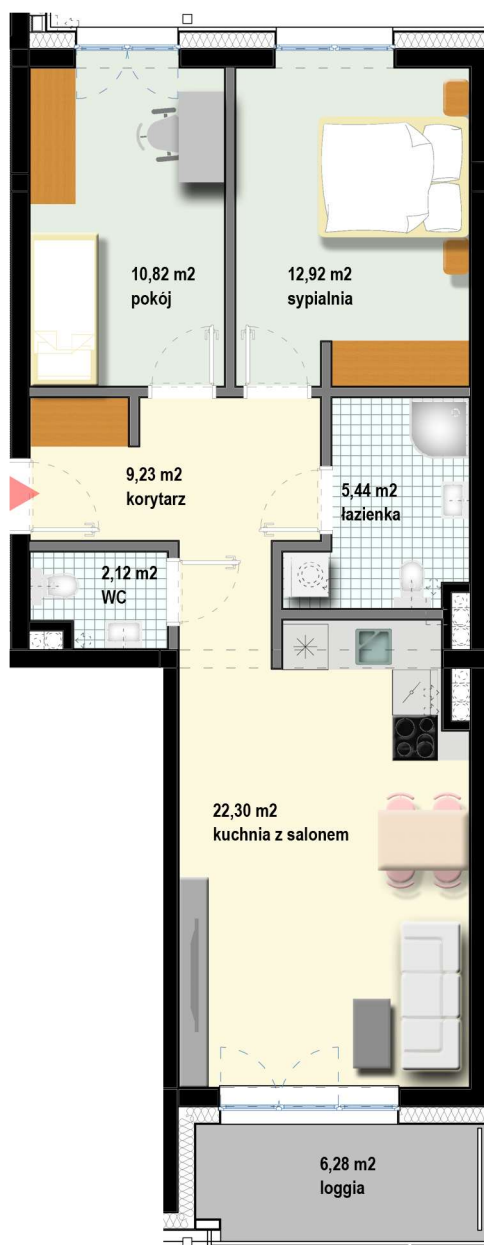 10,82 m2
pokój
12,92 m2
sypialnia
9,23 m2
korytarz
5,44 m2
łazienka
2,12 m2
WC
22,30 m2
kuchnia z salonem
6,28 m2
loggia